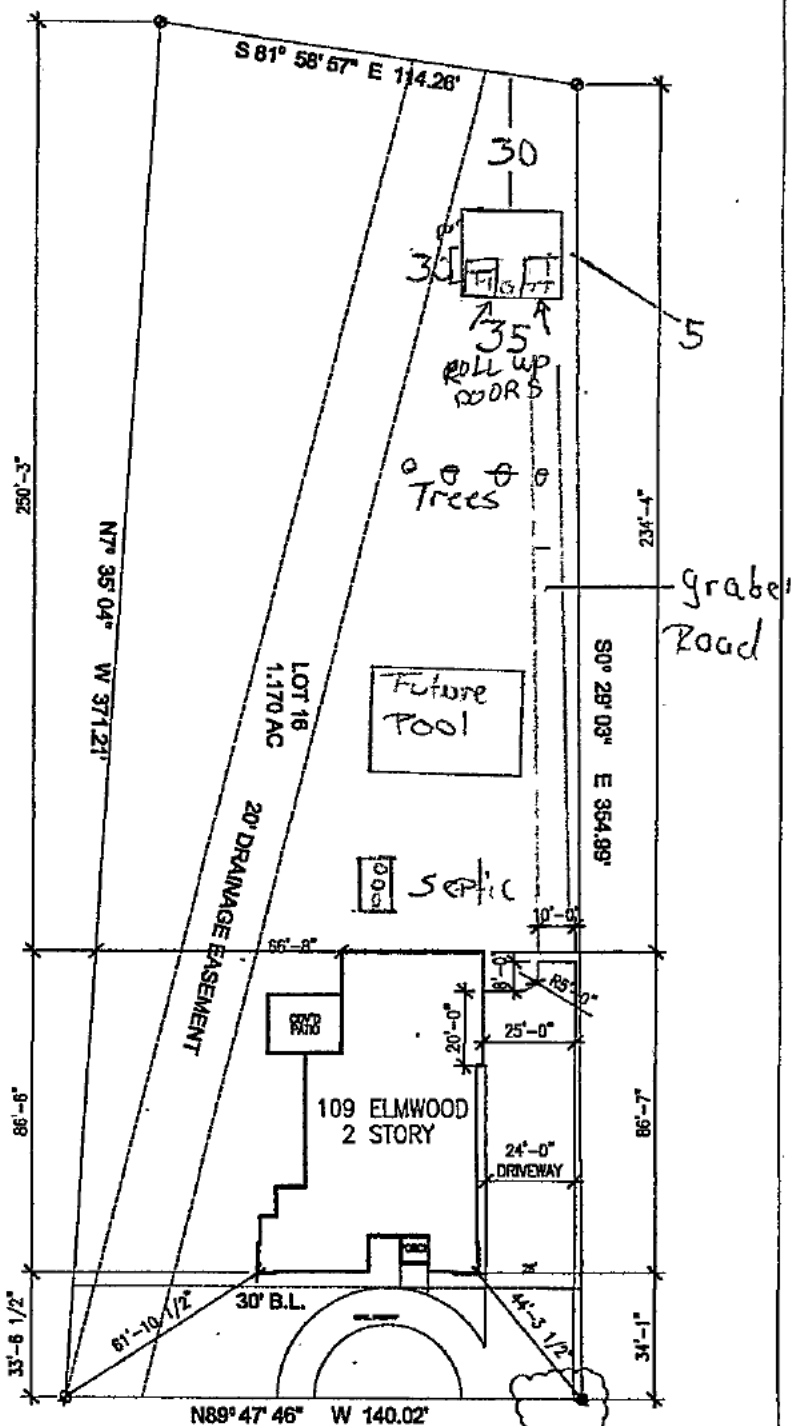 S 81° 58' 57" E 114.26'
30
30
5
35
ROLL UP
DOORS
Trees
250'-3"
234'-4"
N7° 35' 04" W 371.21'
Road
S0° 29' 03" E 354.99'
LOT 16
1.170 AC
Future
Pool
20' DRAINAGE EASEMENT
Septic
10'-0"
66'-8"
8'-0"
R5'-0"
COV'D
PATIO
20'-0"
25'-0"
109 ELMWOOD
2 STORY
86'-6"
86'-7"
24'-0"
DRIVEWAY
PORCH
30' B.L.
61'-10 1/2"
44'-3 1/2"
33'-6 1/2"
34'-1"
N89° 47' 46" W 140.02'